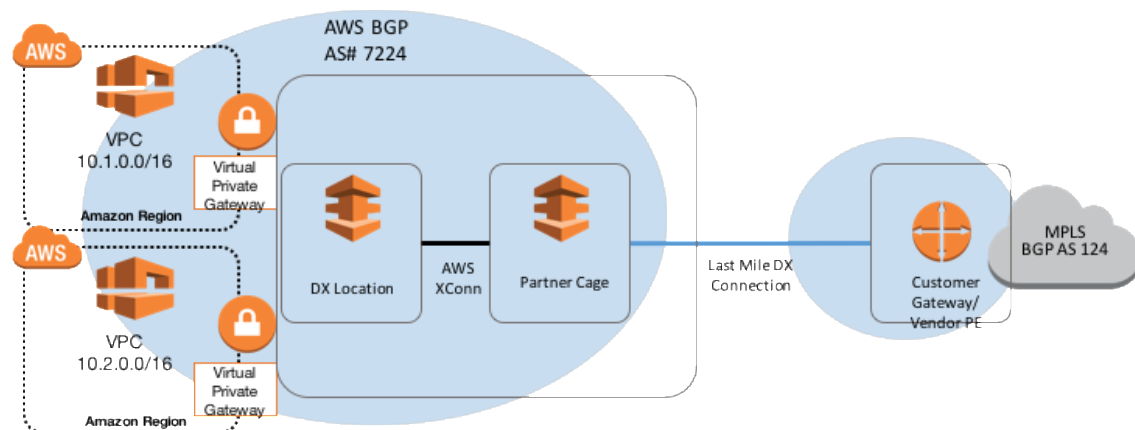 AWS BGP
AS# 7224
AWS
VPC
10.1.0.0/16
Virtual
Private
Gateway
Amazon Region
AWS
VPC
10.2.0.0/16
Virtual
Private
Gateway
Amazon Region
DX Location
AWS
XConn
Partner Cage
Last Mile DX
Connection
Customer
Gateway/
Vendor PE
MPLS
BGP AS 124